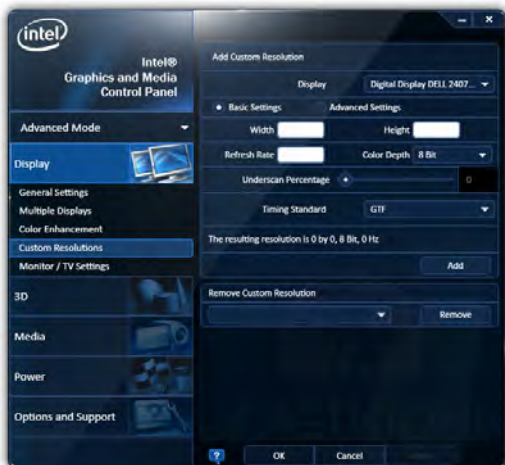 intel
Intel®
Graphics and Media
Control Panel
Advanced Mode
Display
General Settings
Multiple Displays
Color Enhancement
Custom Resolutions
Monitor / TV Settings
3D
Media
Power
Options and Support
Add Custom Resolution
Display Digital Display DELL 2407...
Basic Settings Advanced Settings
Width Height
Refresh Rate Color Depth 8 Bit
Underscan Percentage 0
Timing Standard GTF
The resulting resolution is 0 by 0, 8 Bit, 0 Hz
Add
Remove Custom Resolution
Remove
? OK Cancel